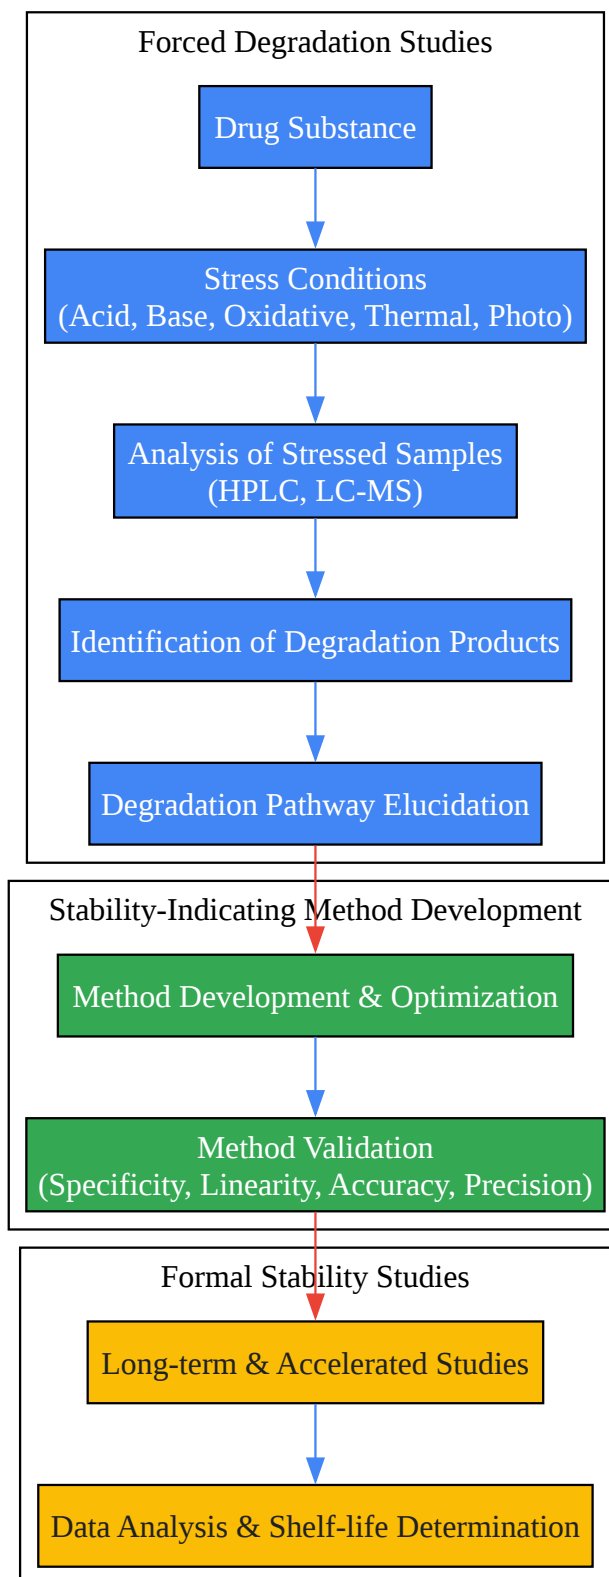 Forced Degradation Studies
Drug Substance
Stress Conditions
(Acid, Base, Oxidative, Thermal, Photo)
Analysis of Stressed Samples
(HPLC, LC-MS)
Identification of Degradation Products
Degradation Pathway Elucidation
Stability-Indicating Method Development
Method Development & Optimization
Method Validation
(Specificity, Linearity, Accuracy, Precision)
Formal Stability Studies
Long-term & Accelerated Studies
Data Analysis & Shelf-life Determination